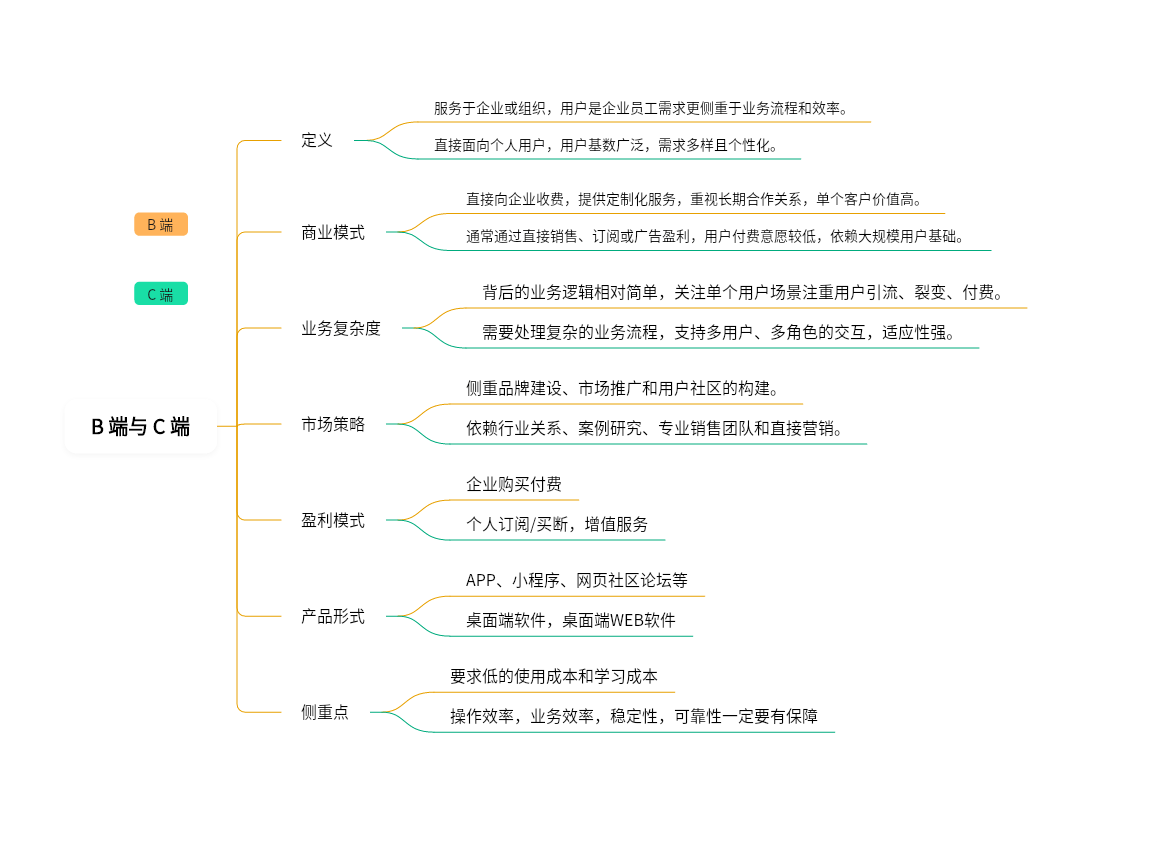 服务于企业或组织，用户是企业员工需求更侧重于业务流程和效率。
定义
直接面向个人用户，用户基数广泛，需求多样且个性化。
直接向企业收费，提供定制化服务，重视长期合作关系，单个客户价值高。
B 端
商业模式
通常通过直接销售、订阅或广告盈利，用户付费意愿较低，依赖大规模用户基础。
C 端
背后的业务逻辑相对简单，关注单个用户场景注重用户引流、裂变、付费。
业务复杂度
需要处理复杂的业务流程，支持多用户、多角色的交互，适应性强。
侧重品牌建设、市场推广和用户社区的构建。
B 端与 C 端
市场策略
依赖行业关系、案例研究、专业销售团队和直接营销。
企业购买付费
盈利模式
个人订阅/买断，增值服务
APP、小程序、网页社区论坛等
产品形式
桌面端软件，桌面端WEB软件
要求低的使用成本和学习成本
侧重点
操作效率，业务效率，稳定性，可靠性一定要有保障